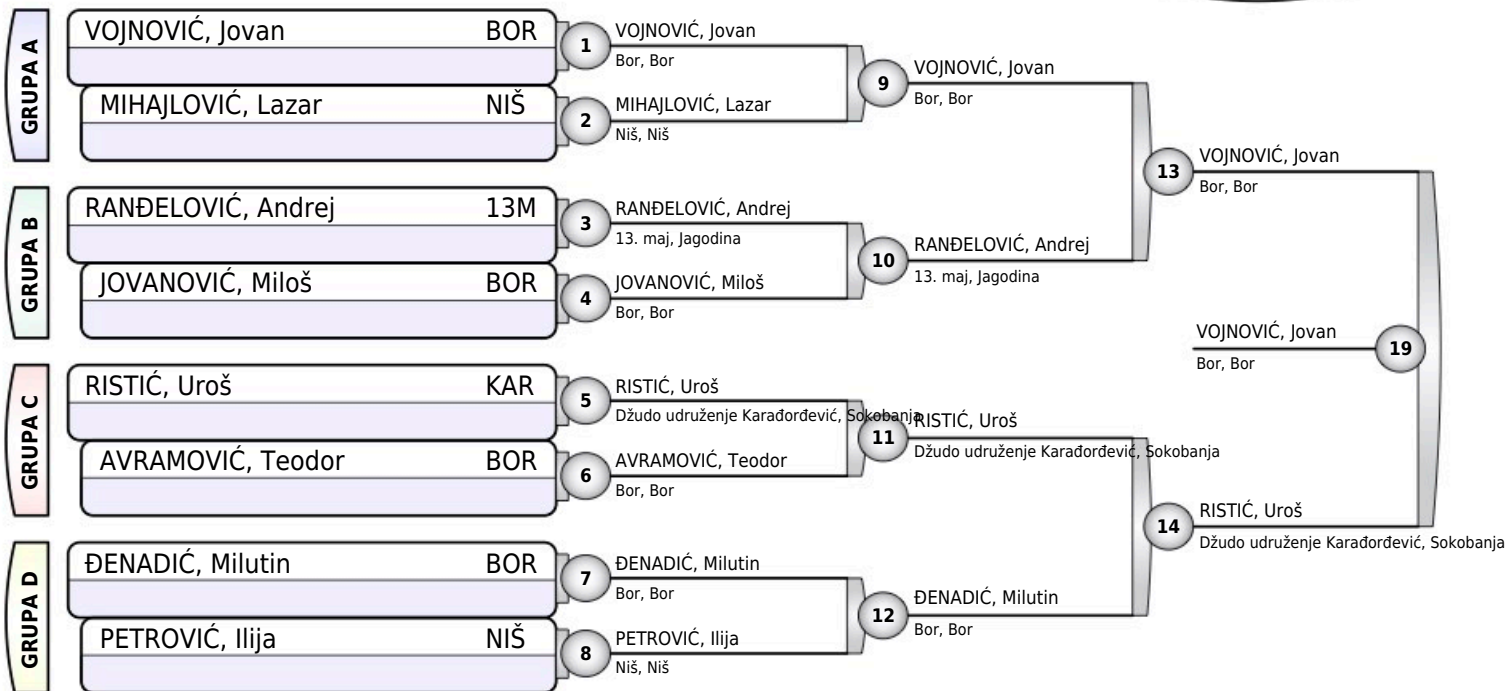 GRUPA A
VOJNOVIĆ, Jovan BOR
MIHAJLOVIĆ, Lazar NIŠ
GRUPA B
RANĐELOVIĆ, Andrej 13M
JOVANOVIĆ, Miloš BOR
GRUPA C
RISTIĆ, Uroš KAR
AVRAMOVIĆ, Teodor BOR
GRUPA D
ĐENADIĆ, Milutin BOR
PETROVIĆ, Ilija NIŠ
1
VOJNOVIĆ, Jovan
Bor, Bor
2
MIHAJLOVIĆ, Lazar
Niš, Niš
3
RANĐELOVIĆ, Andrej
13. maj, Jagodina
4
JOVANOVIĆ, Miloš
Bor, Bor
5
RISTIĆ, Uroš
Džudo udruženje Karađorđević, Sokobanja
6
AVRAMOVIĆ, Teodor
Bor, Bor
7
ĐENADIĆ, Milutin
Bor, Bor
8
PETROVIĆ, Ilija
Niš, Niš
9
VOJNOVIĆ, Jovan
Bor, Bor
10
RANĐELOVIĆ, Andrej
13. maj, Jagodina
11
RISTIĆ, Uroš
Džudo udruženje Karađorđević, Sokobanja
12
ĐENADIĆ, Milutin
Bor, Bor
13
VOJNOVIĆ, Jovan
Bor, Bor
14
RISTIĆ, Uroš
Džudo udruženje Karađorđević, Sokobanja
VOJNOVIĆ, Jovan
Bor, Bor
19